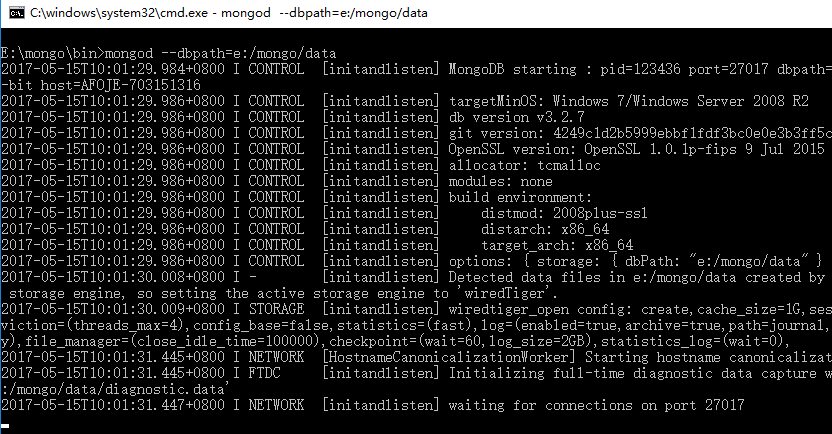 C:\windows\system32\cmd.exe - mongod --dbpath=e:/mongo/data
E:\mongo\bin>mongod --dbpath=e:/mongo/data
2017-05-15T10:01:29.984+0800 I CONTROL  [initandlisten] MongoDB starting : pid=123436 port=27017 dbpath=
-bit host=AFOJE-703151316
2017-05-15T10:01:29.986+0800 I CONTROL  [initandlisten] targetMinOS: Windows 7/Windows Server 2008 R2
2017-05-15T10:01:29.986+0800 I CONTROL  [initandlisten] db version v3.2.7
2017-05-15T10:01:29.986+0800 I CONTROL  [initandlisten] git version: 4249c1d2b5999ebbf1fdf3bc0e0e3b3ff5c
2017-05-15T10:01:29.986+0800 I CONTROL  [initandlisten] OpenSSL version: OpenSSL 1.0.1p-fips 9 Jul 2015
2017-05-15T10:01:29.986+0800 I CONTROL  [initandlisten] allocator: tcmalloc
2017-05-15T10:01:29.986+0800 I CONTROL  [initandlisten] modules: none
2017-05-15T10:01:29.986+0800 I CONTROL  [initandlisten] build environment:
2017-05-15T10:01:29.986+0800 I CONTROL  [initandlisten]     distmod: 2008plus-ssl
2017-05-15T10:01:29.986+0800 I CONTROL  [initandlisten]     distarch: x86_64
2017-05-15T10:01:29.986+0800 I CONTROL  [initandlisten]     target_arch: x86_64
2017-05-15T10:01:29.986+0800 I CONTROL  [initandlisten] options: { storage: { dbPath: "e:/mongo/data" }
2017-05-15T10:01:30.008+0800 I -        [initandlisten] Detected data files in e:/mongo/data created by
 storage engine, so setting the active storage engine to 'wiredTiger'.
2017-05-15T10:01:30.009+0800 I STORAGE  [initandlisten] wiredtiger_open config: create,cache_size=1G,ses
viction=(threads_max=4),config_base=false,statistics=(fast),log=(enabled=true,archive=true,path=journal,
y),file_manager=(close_idle_time=100000),checkpoint=(wait=60,log_size=2GB),statistics_log=(wait=0),
2017-05-15T10:01:31.445+0800 I NETWORK  [HostnameCanonicalizationWorker] Starting hostname canonicalizat
2017-05-15T10:01:31.445+0800 I FTDC     [initandlisten] Initializing full-time diagnostic data capture w
:/mongo/data/diagnostic.data'
2017-05-15T10:01:31.447+0800 I NETWORK  [initandlisten] waiting for connections on port 27017